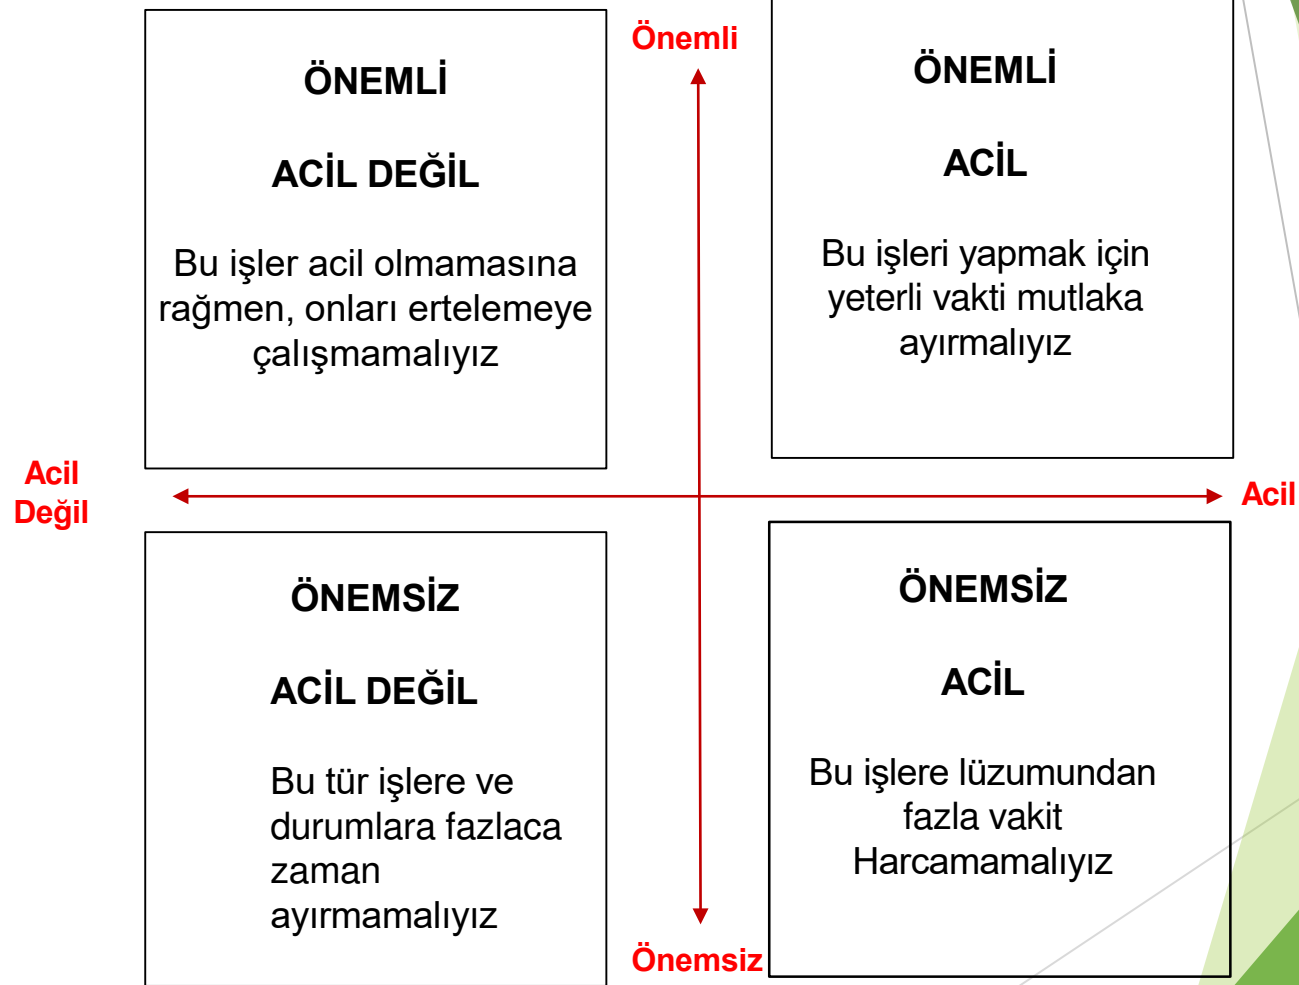 Önemli
ÖNEMLİ
ACİL DEĞİL
Bu işler acil olmamasına
rağmen, onları ertelemeye
çalışmamalıyız
ÖNEMLİ
ACİL
Bu işleri yapmak için
yeterli vakti mutlaka
ayırmalıyız
Acil
Değil
Acil
ÖNEMSİZ
ACİL DEĞİL
Bu tür işlere ve
durumlara fazlaca
zaman
ayırmamalıyız
ÖNEMSİZ
ACİL
Bu işlere lüzumundan
fazla vakit
Harcamamalıyız
Önemsiz